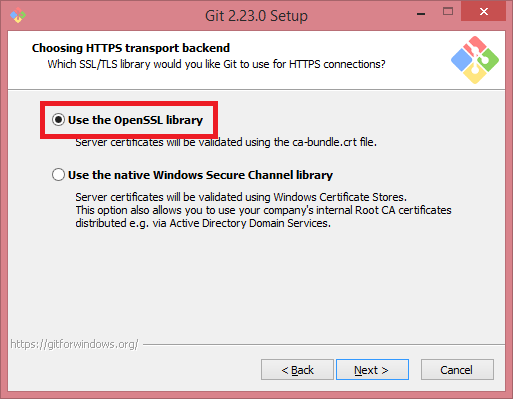 Git 2.23.0 Setup
Choosing HTTPS transport backend
Which SSL/TLS library would you like Git to use for HTTPS connections?
Use the OpenSSL library
Server certificates will be validated using the ca-bundle.crt file.
Use the native Windows Secure Channel library
Server certificates will be validated using Windows Certificate Stores.
This option also allows you to use your company's internal Root CA certificates
distributed e.g. via Active Directory Domain Services.
https://gitforwindows.org/
< Back
Next >
Cancel